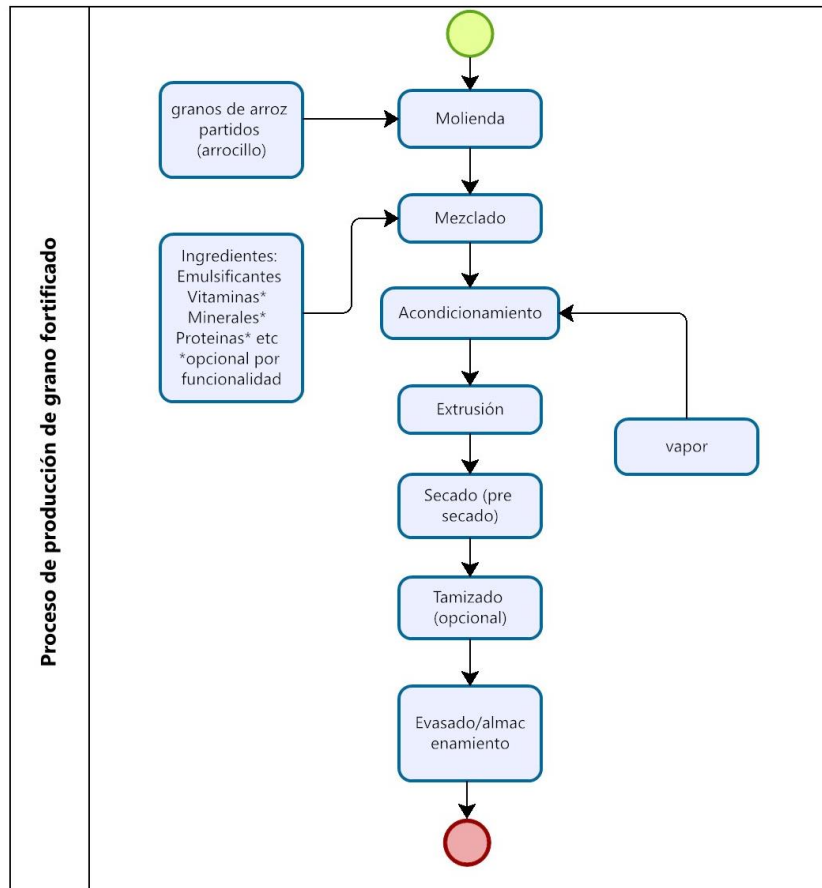 Proceso de producción de grano fortificado
granos de arroz
partidos
(arrocillo)
Molienda
Mezclado
Ingredientes:
Emulsificantes
Vitaminas*
Minerales*
Proteinas* etc
*opcional por
funcionalidad
Acondicionamiento
Extrusión
vapor
Secado (pre
secado)
Tamizado
(opcional)
Evasado/almac
enamiento